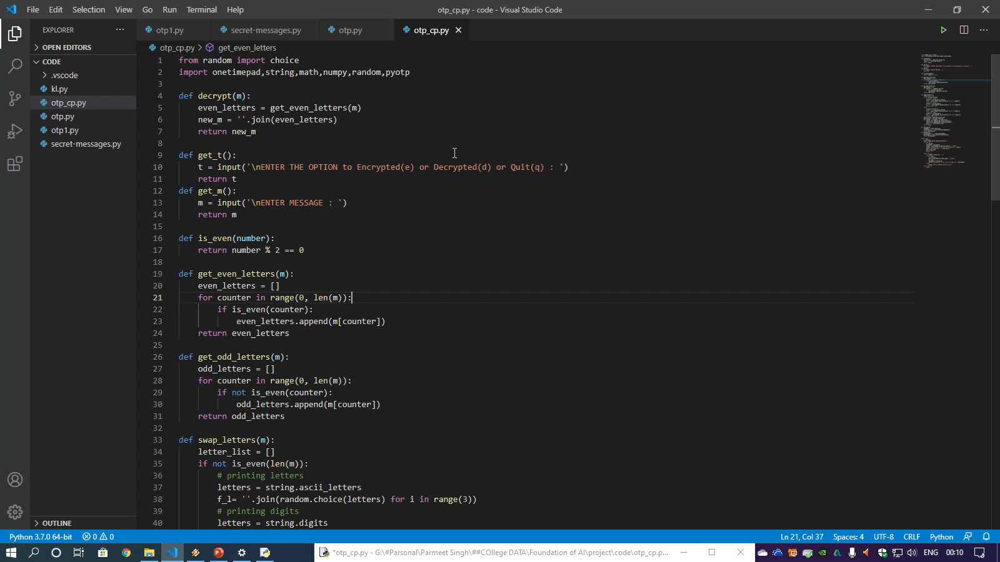 File Edit Selection View Go Run Terminal Help
otp_cp.py - code - Visual Studio Code
EXPLORER
otp1.py secret-messages.py otp.py otp_cp.py
OPEN EDITORS
CODE
.vscode
kl.py
otp_cp.py
otp.py
otp1.py
secret-messages.py
OUTLINE
otp_cp.py > get_even_letters
1 from random import choice
2 import onetimepad,string,math,numpy,random,pyotp
3
4 def decrypt(m):
5 even_letters = get_even_letters(m)
6 new_m = ''.join(even_letters)
7 return new_m
8
9 def get_t():
10 t = input('\nENTER THE OPTION to Encrypted(e) or Decrypted(d) or Quit(q) : ')
11 return t
12 def get_m():
13 m = input('\nENTER MESSAGE : ')
14 return m
15
16 def is_even(number):
17 return number % 2 == 0
18
19 def get_even_letters(m):
20 even_letters = []
21 for counter in range(0, len(m)):
22 if is_even(counter):
23 even_letters.append(m[counter])
24 return even_letters
25
26 def get_odd_letters(m):
27 odd_letters = []
28 for counter in range(0, len(m)):
29 if not is_even(counter):
30 odd_letters.append(m[counter])
31 return odd_letters
32
33 def swap_letters(m):
34 letter_list = []
35 if not is_even(len(m)):
36 # printing letters
37 letters = string.ascii_letters
38 f_l= ''.join(random.choice(letters) for i in range(3))
39 # printing digits
40 letters = string.digits
Python 3.7.0 64-bit 0 0 Ln 21, Col 37 Spaces: 4 UTF-8 CRLF Python
*otp_cp.py - G:\#Parsonal\Parmeet Singh\##COllege DATA\Foundation of AI\project\code\otp_cp.p... ENG 00:10